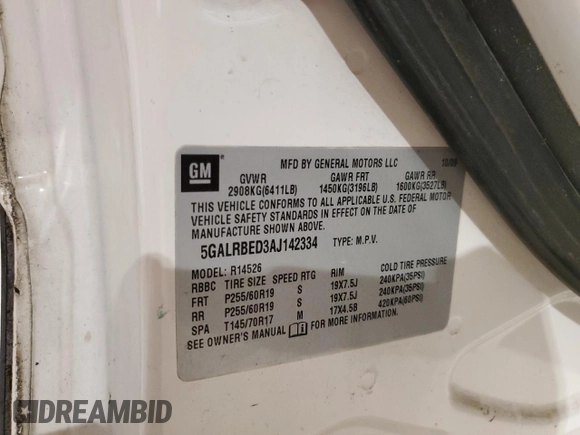 GM
MFD BY GENERAL MOTORS LLC 10/09
GVWR GAWR FRT GAWR RR
2908KG(6411LB) 1450KG(3196LB) 1600KG(3527LB)
THIS VEHICLE CONFORMS TO ALL APPLICABLE U.S. FEDERAL MOTOR
VEHICLE SAFETY STANDARDS IN EFFECT ON THE DATE OF
MANUFACTURE SHOWN ABOVE.
5GALRBED3AJ142334 TYPE: M.P.V.
MODEL: R14526
RBBC TIRE SIZE SPEED RTG RIM COLD TIRE PRESSURE
FRT P255/60R19 S 19X7.5J 240KPA(35PSI)
RR P255/60R19 S 19X7.5J 240KPA(35PSI)
SPA T145/70R17 M 17X4.5B 420KPA(60PSI)
SEE OWNER'S MANUAL FOR MORE INFORMATION.
DREAMBID